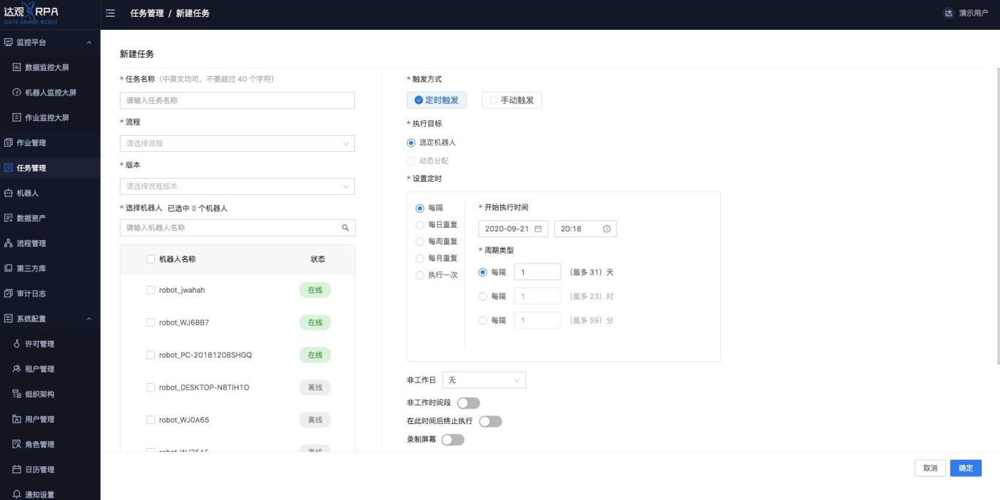 达观 RPA
DATA GRAND ROBOT
任务管理 / 新建任务
达 演示用户
监控平台
数据监控大屏
机器人监控大屏
作业监控大屏
作业管理
任务管理
机器人
数据资产
流程管理
第三方库
审计日志
系统配置
许可管理
租户管理
组织架构
用户管理
角色管理
日历管理
通知设置
新建任务
* 任务名称（中英文均可，不要超过 40 个字符）
请输入任务名称
* 流程
请选择流程
* 版本
请选择流程版本
* 选择机器人 已选中 0 个机器人
请输入机器人名称
机器人名称 状态
robot_jwahah 在线
robot_WJ6BB7 在线
robot_PC-20181208SHGQ 在线
robot_DESKTOP-N8TIH1O 离线
robot_WJ0A65 离线
* 触发方式
定时触发 手动触发
* 执行目标
选定机器人
动态分配
* 设置定时
每隔
每日重复
每周重复
每月重复
执行一次
* 开始执行时间
2020-09-21 20:18
* 周期类型
每隔 1 （最多 31）天
每隔 1 （最多 23）时
每隔 1 （最多 59）分
非工作日 无
非工作时间段
在此时间后终止执行
录制屏幕
取消 确定